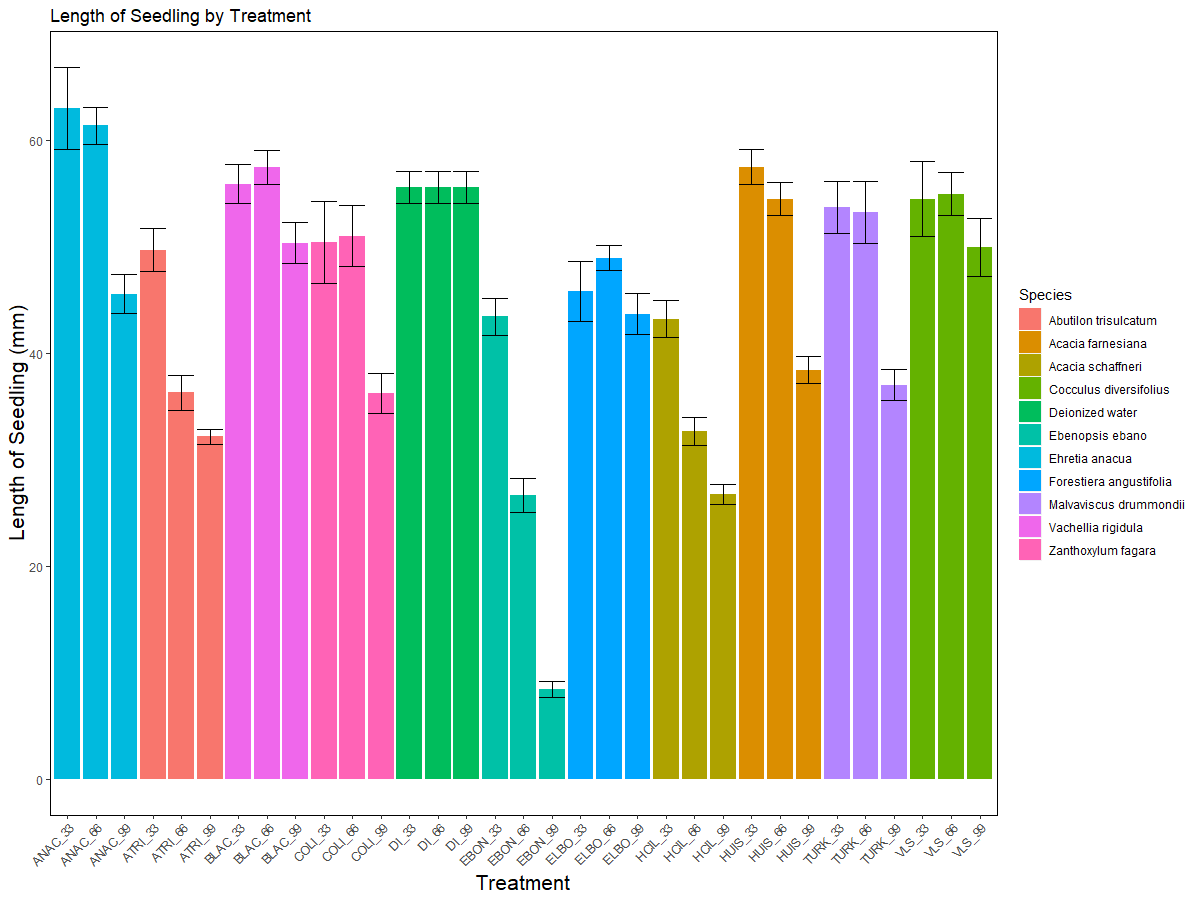 Length of Seedling by Treatment
Length of Seedling (mm)
60
40
20
0
ANAC_33
ANAC_66
ANAC_99
ATRI_33
ATRI_66
ATRI_99
BLAC_33
BLAC_66
BLAC_99
COLI_33
COLI_66
COLI_99
DI_33
DI_66
DI_99
EBON_33
EBON_66
EBON_99
ELBO_33
ELBO_66
ELBO_99
HCIL_33
HCIL_66
HCIL_99
HUIS_33
HUIS_66
HUIS_99
TURK_33
TURK_66
TURK_99
VLS_33
VLS_66
VLS_99
Treatment
Species
Abutilon trisulcatum
Acacia farnesiana
Acacia schaffneri
Cocculus diversifolius
Deionized water
Ebenopsis ebano
Ehretia anacua
Forestiera angustifolia
Malvaviscus drummondii
Vachellia rigidula
Zanthoxylum fagara